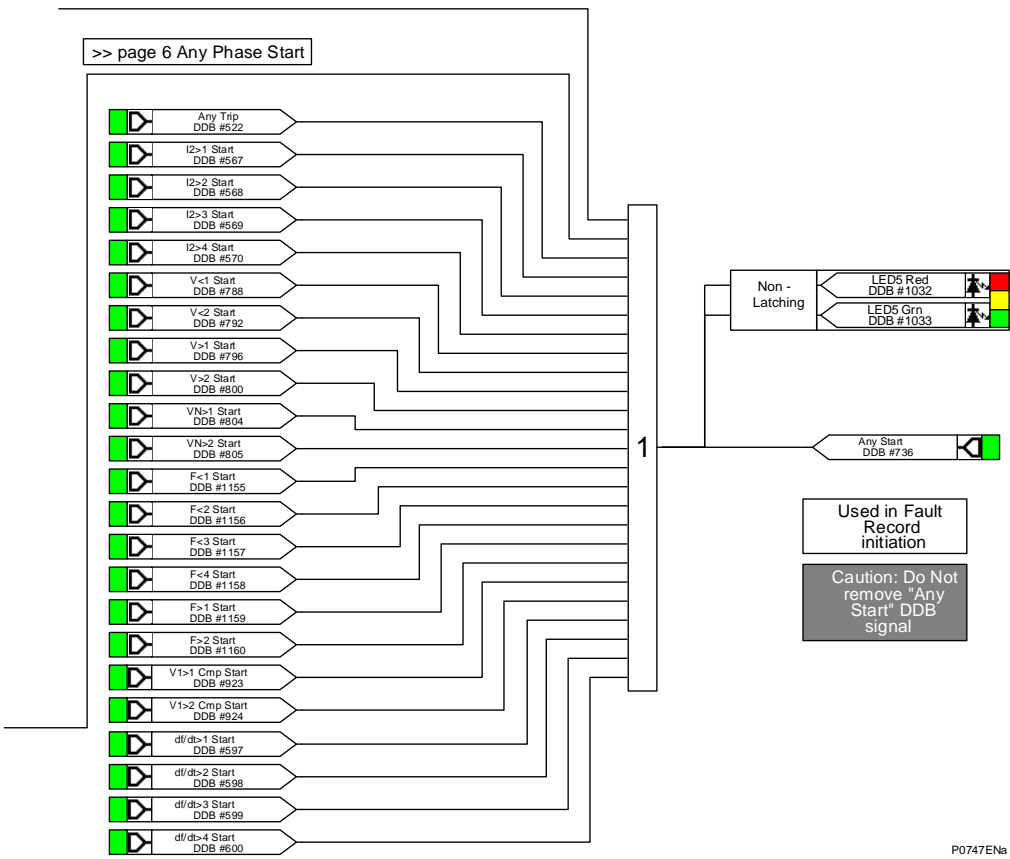 >> page 6 Any Phase Start
Any Trip
DDB #522
I2>1 Start
DDB #567
I2>2 Start
DDB #568
I2>3 Start
DDB #569
I2>4 Start
DDB #570
V<1 Start
DDB #788
V<2 Start
DDB #792
V>1 Start
DDB #796
V>2 Start
DDB #800
VN>1 Start
DDB #804
VN>2 Start
DDB #805
F<1 Start
DDB #1155
F<2 Start
DDB #1156
F<3 Start
DDB #1157
F<4 Start
DDB #1158
F>1 Start
DDB #1159
F>2 Start
DDB #1160
V1>1 Cmp Start
DDB #923
V1>2 Cmp Start
DDB #924
df/dt>1 Start
DDB #597
df/dt>2 Start
DDB #598
df/dt>3 Start
DDB #599
df/dt>4 Start
DDB #600
1
Non -
Latching
LED5 Red
DDB #1032
LED5 Grn
DDB #1033
Any Start
DDB #736
Used in Fault
Record
initiation
Caution: Do Not
remove "Any
Start" DDB
signal
P0747ENa